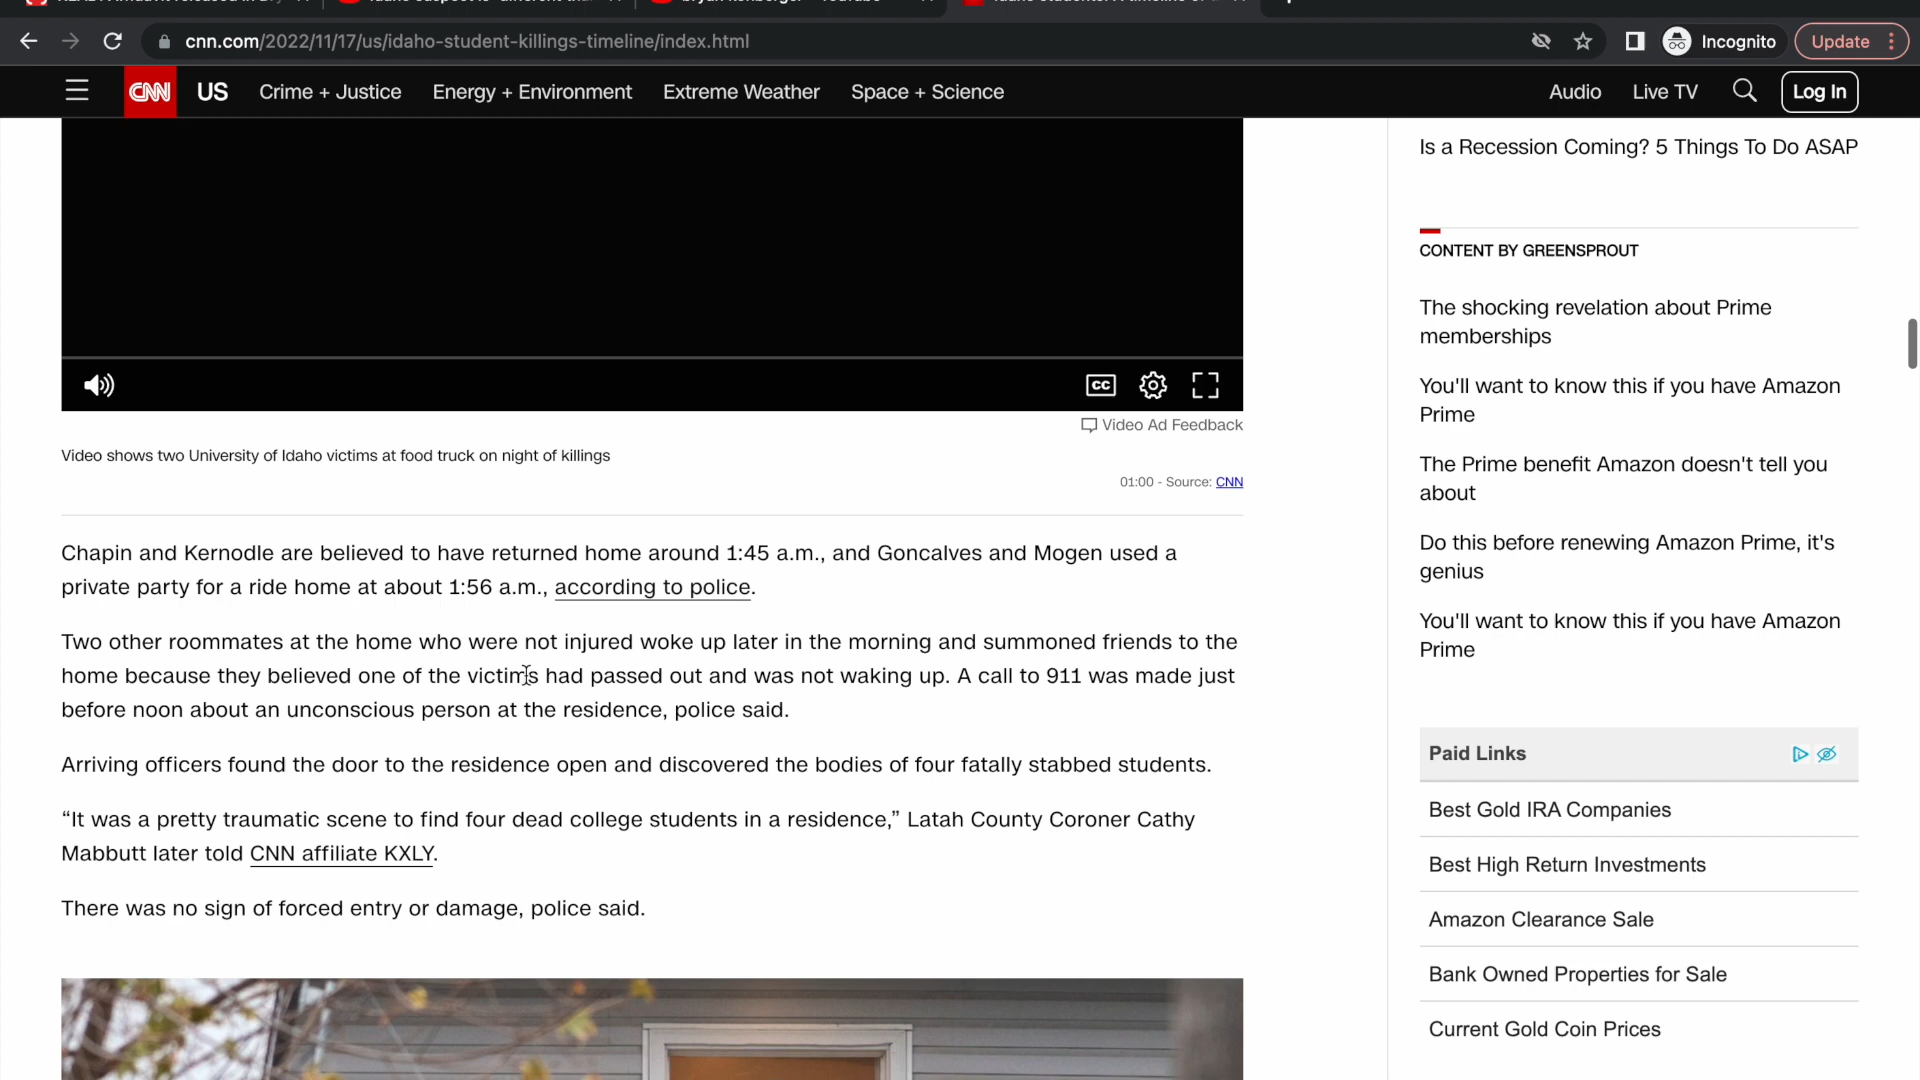 cnn.com/2022/11/17/us/idaho-student-killings-timeline/index.html
Incognito
Update
CNN US Crime + Justice Energy + Environment Extreme Weather Space + Science Audio Live TV Log In
CC
Video Ad Feedback
Video shows two University of Idaho victims at food truck on night of killings
01:00 - Source: CNN
Chapin and Kernodle are believed to have returned home around 1:45 a.m., and Goncalves and Mogen used a
private party for a ride home at about 1:56 a.m., according to police.
Two other roommates at the home who were not injured woke up later in the morning and summoned friends to the
home because they believed one of the victims had passed out and was not waking up. A call to 911 was made just
before noon about an unconscious person at the residence, police said.
Arriving officers found the door to the residence open and discovered the bodies of four fatally stabbed students.
“It was a pretty traumatic scene to find four dead college students in a residence,” Latah County Coroner Cathy
Mabbutt later told CNN affiliate KXLY.
There was no sign of forced entry or damage, police said.
Is a Recession Coming? 5 Things To Do ASAP
CONTENT BY GREENSPROUT
The shocking revelation about Prime
memberships
You'll want to know this if you have Amazon
Prime
The Prime benefit Amazon doesn't tell you
about
Do this before renewing Amazon Prime, it's
genius
You'll want to know this if you have Amazon
Prime
Paid Links
Best Gold IRA Companies
Best High Return Investments
Amazon Clearance Sale
Bank Owned Properties for Sale
Current Gold Coin Prices